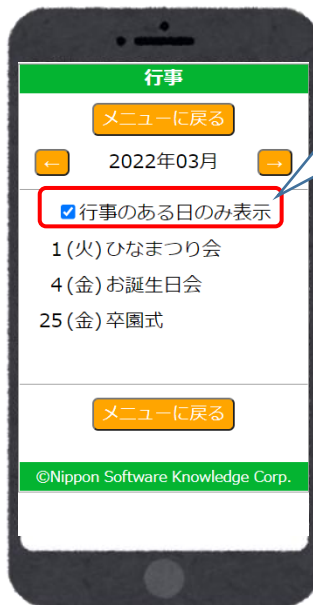 行事
メニューに戻る
← 2022年03月 →
行事のある日のみ表示
1(火)ひなまつり会
4(金)お誕生日会
25(金)卒園式
メニューに戻る
©Nippon Software Knowledge Corp.